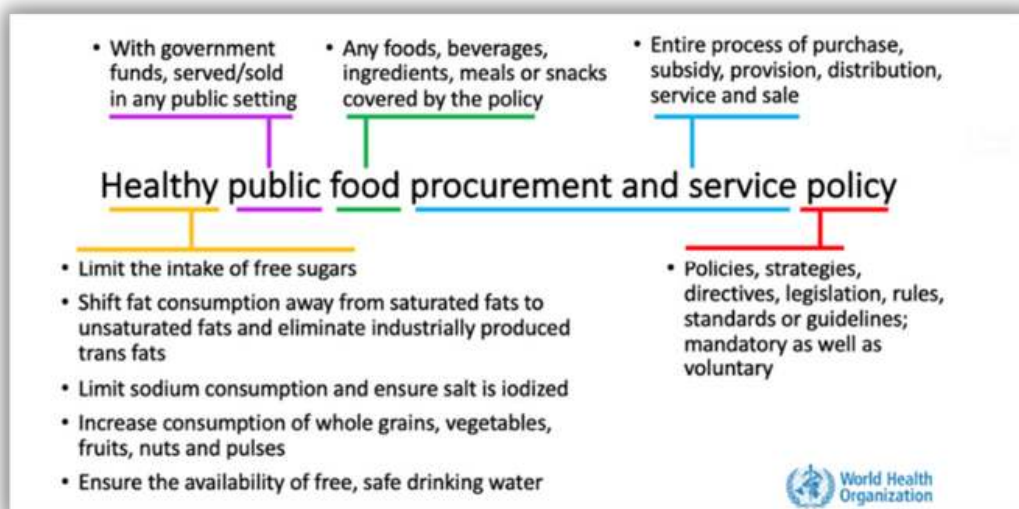 • With government
funds, served/sold
in any public setting
• Any foods, beverages,
ingredients, meals or snacks
covered by the policy
• Entire process of purchase,
subsidy, provision, distribution,
service and sale
Healthy public food procurement and service policy
• Limit the intake of free sugars
• Shift fat consumption away from saturated fats to
unsaturated fats and eliminate industrially produced
trans fats
• Limit sodium consumption and ensure salt is iodized
• Increase consumption of whole grains, vegetables,
fruits, nuts and pulses
• Ensure the availability of free, safe drinking water
• Policies, strategies,
directives, legislation, rules,
standards or guidelines;
mandatory as well as
voluntary
World Health
Organization